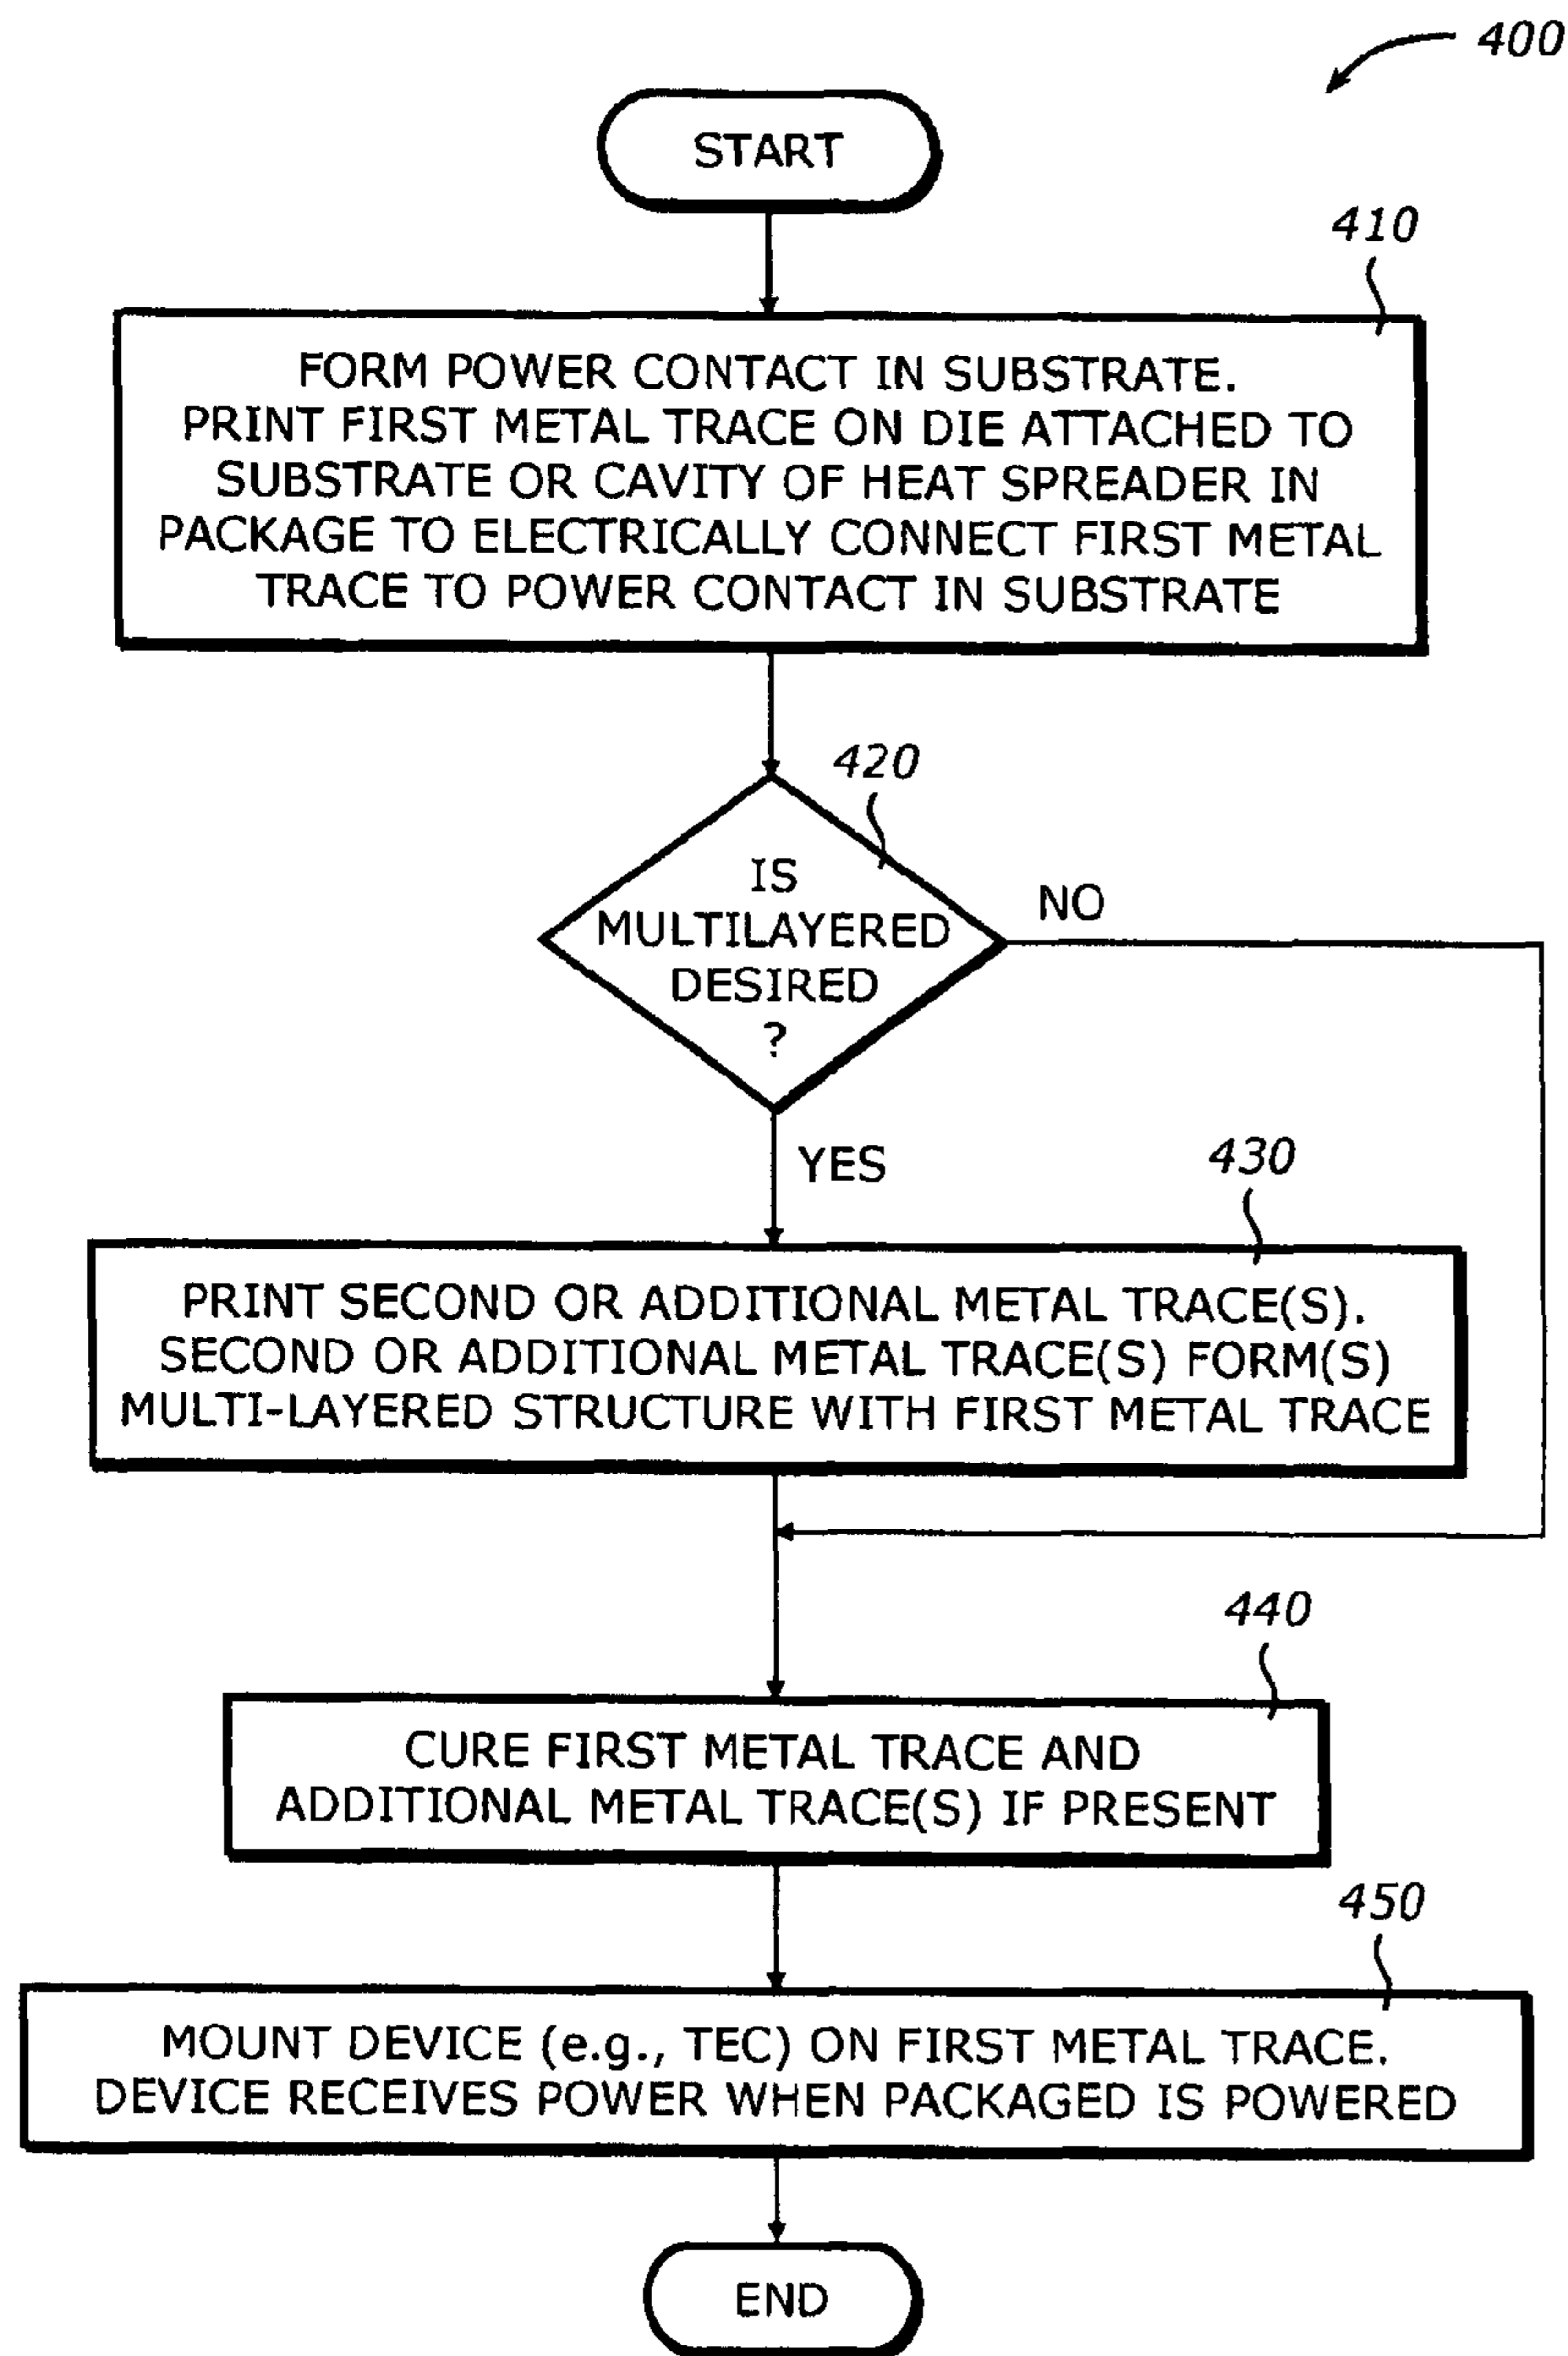 400
START
410
FORM POWER CONTACT IN SUBSTRATE.
PRINT FIRST METAL TRACE ON DIE ATTACHED TO
SUBSTRATE OR CAVITY OF HEAT SPREADER IN
PACKAGE TO ELECTRICALLY CONNECT FIRST METAL
TRACE TO POWER CONTACT IN SUBSTRATE
420
IS
MULTILAYERED
DESIRED
?
NO
YES
430
PRINT SECOND OR ADDITIONAL METAL TRACE(S).
SECOND OR ADDITIONAL METAL TRACE(S) FORM(S)
MULTI-LAYERED STRUCTURE WITH FIRST METAL TRACE
440
CURE FIRST METAL TRACE AND
ADDITIONAL METAL TRACE(S) IF PRESENT
450
MOUNT DEVICE (e.g., TEC) ON FIRST METAL TRACE.
DEVICE RECEIVES POWER WHEN PACKAGED IS POWERED
END